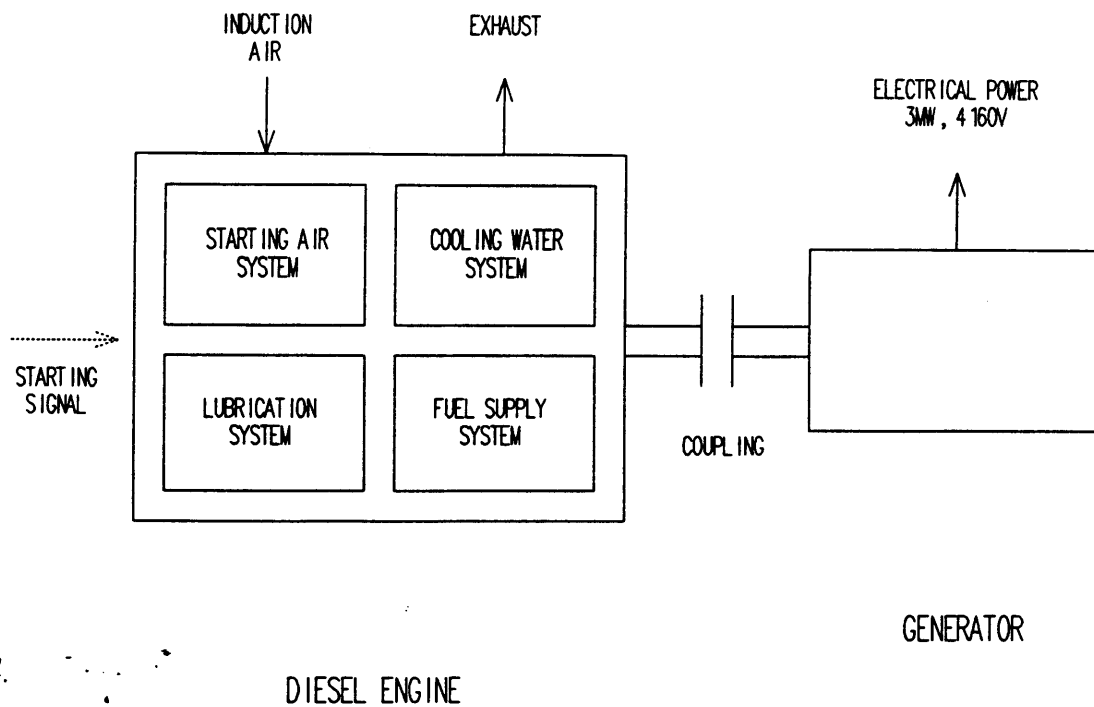 INDUCTION
AIR
EXHAUST
ELECTRICAL POWER
3MW, 4160V
STARTING AIR
SYSTEM
COOLING WATER
SYSTEM
STARTING
SIGNAL
LUBRICATION
SYSTEM
FUEL SUPPLY
SYSTEM
COUPLING
GENERATOR
DIESEL ENGINE